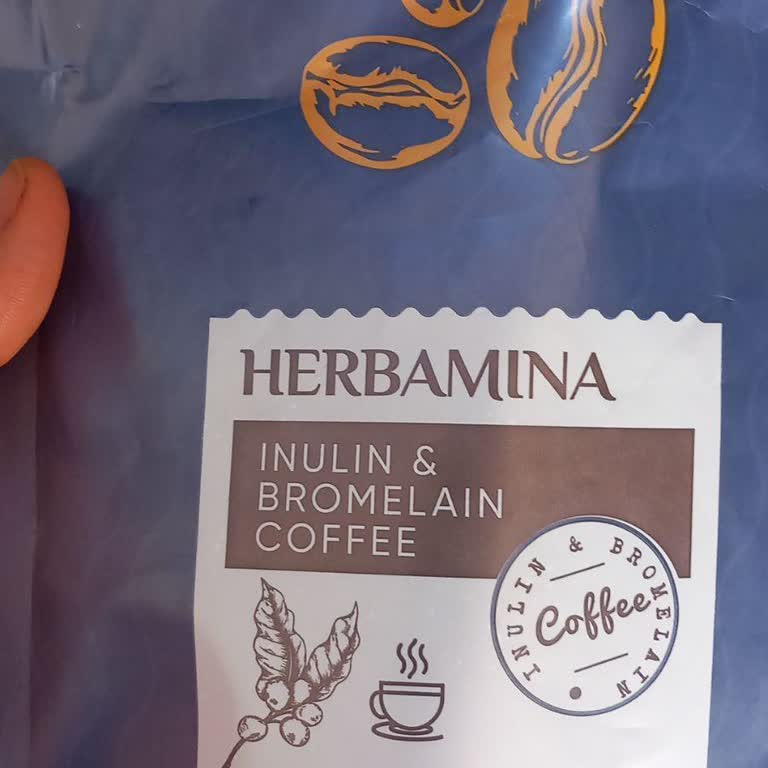 HERBAMINA
INULIN &
BROMELAIN
COFFEE
INULIN & BROMELAIN
Coffee